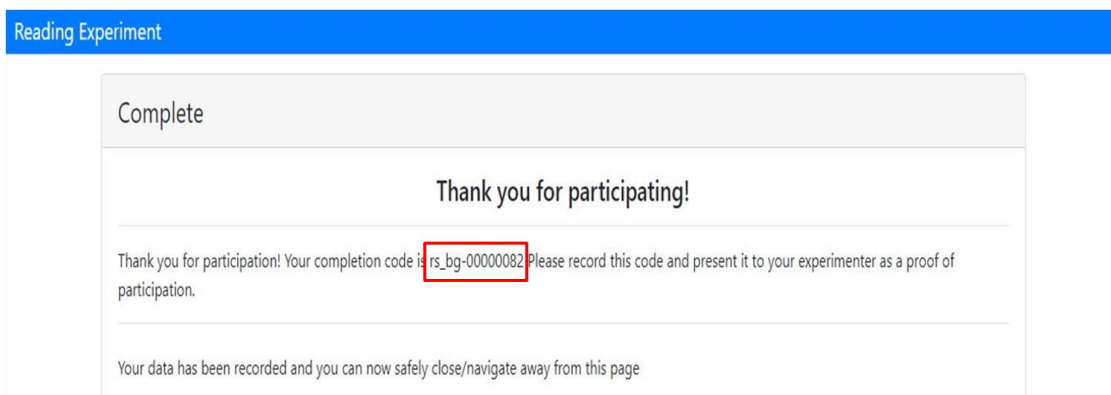 Reading Experiment
Complete
Thank you for participating!
Thank you for participation! Your completion code is rs_bg-00000082 Please record this code and present it to your experimenter as a proof of
participation.
Your data has been recorded and you can now safely close/navigate away from this page